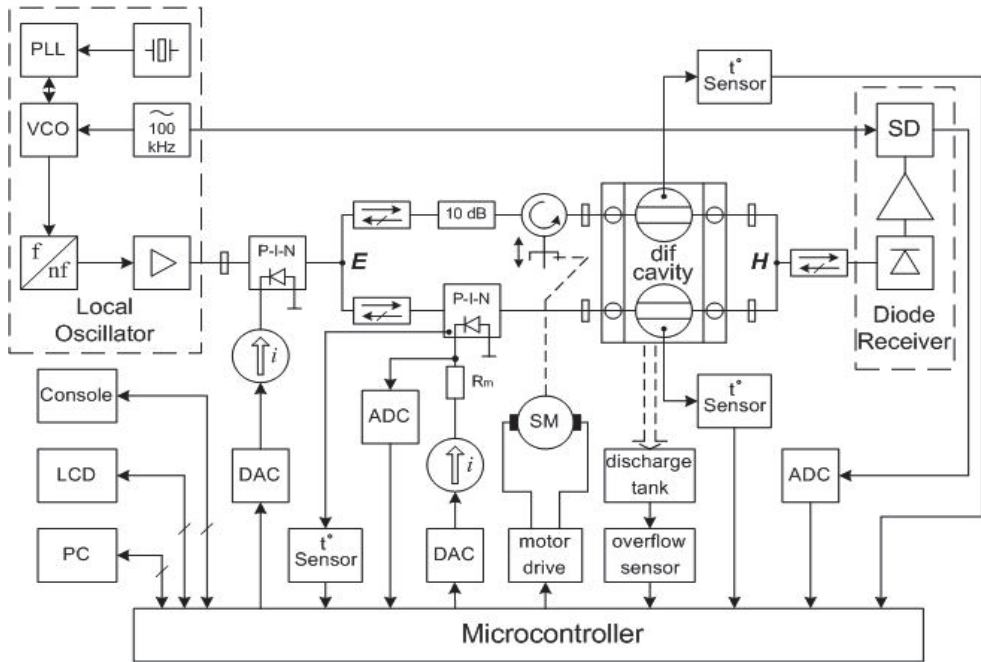 PLL
VCO
~
100
kHz
f
nf
Local
Oscillator
P-I-N
i
E
10 dB
P-I-N
Rm
i
t°
Sensor
dif
cavity
H
SD
Diode
Receiver
t°
Sensor
Console
LCD
PC
DAC
ADC
t°
Sensor
DAC
SM
motor
drive
discharge
tank
overflow
sensor
ADC
Microcontroller